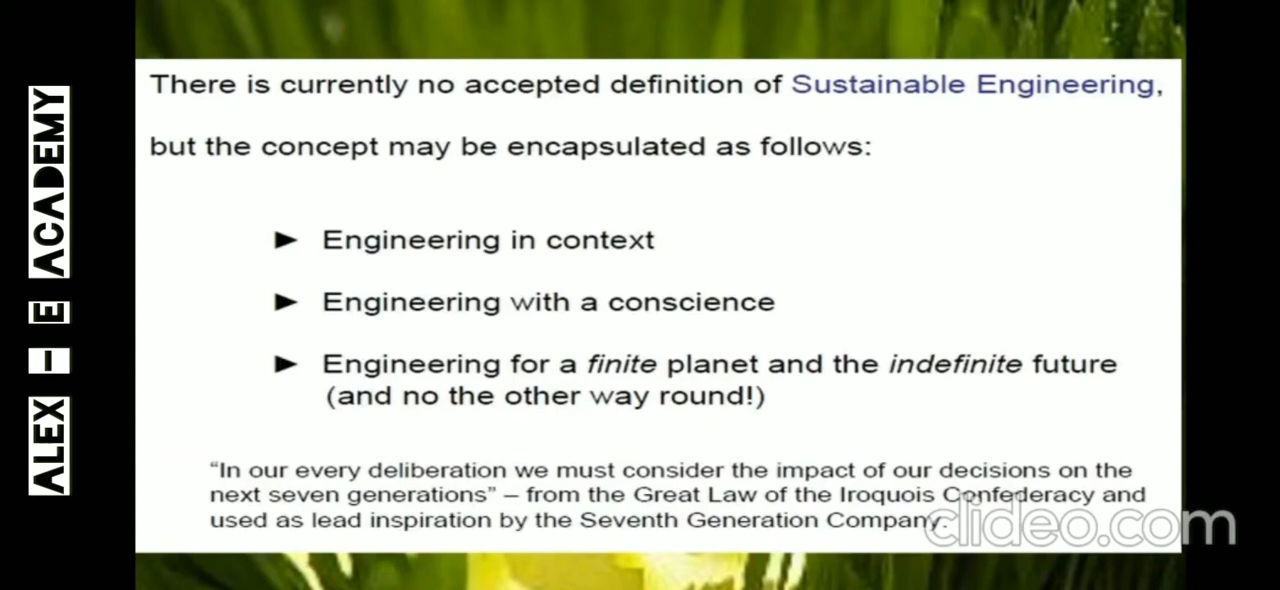 There is currently no accepted definition of Sustainable Engineering,
but the concept may be encapsulated as follows:
► Engineering in context
► Engineering with a conscience
► Engineering for a finite planet and the indefinite future
(and no the other way round!)
“In our every deliberation we must consider the impact of our decisions on the
next seven generations” – from the Great Law of the Iroquois Confederacy and
used as lead inspiration by the Seventh Generation Company.
ALEX - E ACADEMY
clideo.com